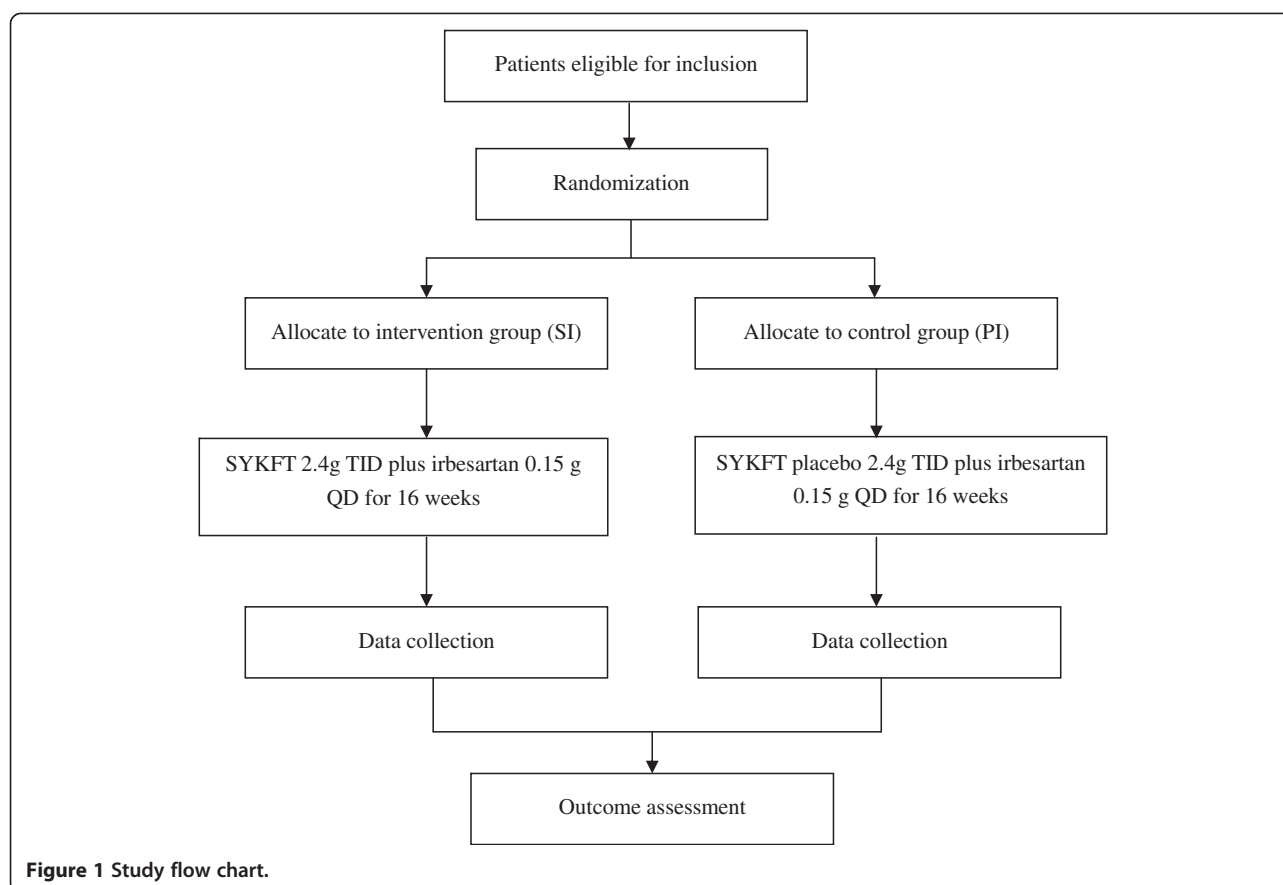 Patients eligible for inclusion
Randomization
Allocate to intervention group (SI)
Allocate to control group (PI)
SYKFT 2.4g TID plus irbesartan 0.15 g
QD for 16 weeks
SYKFT placebo 2.4g TID plus irbesartan
0.15 g QD for 16 weeks
Data collection
Data collection
Outcome assessment
Figure 1 Study flow chart.